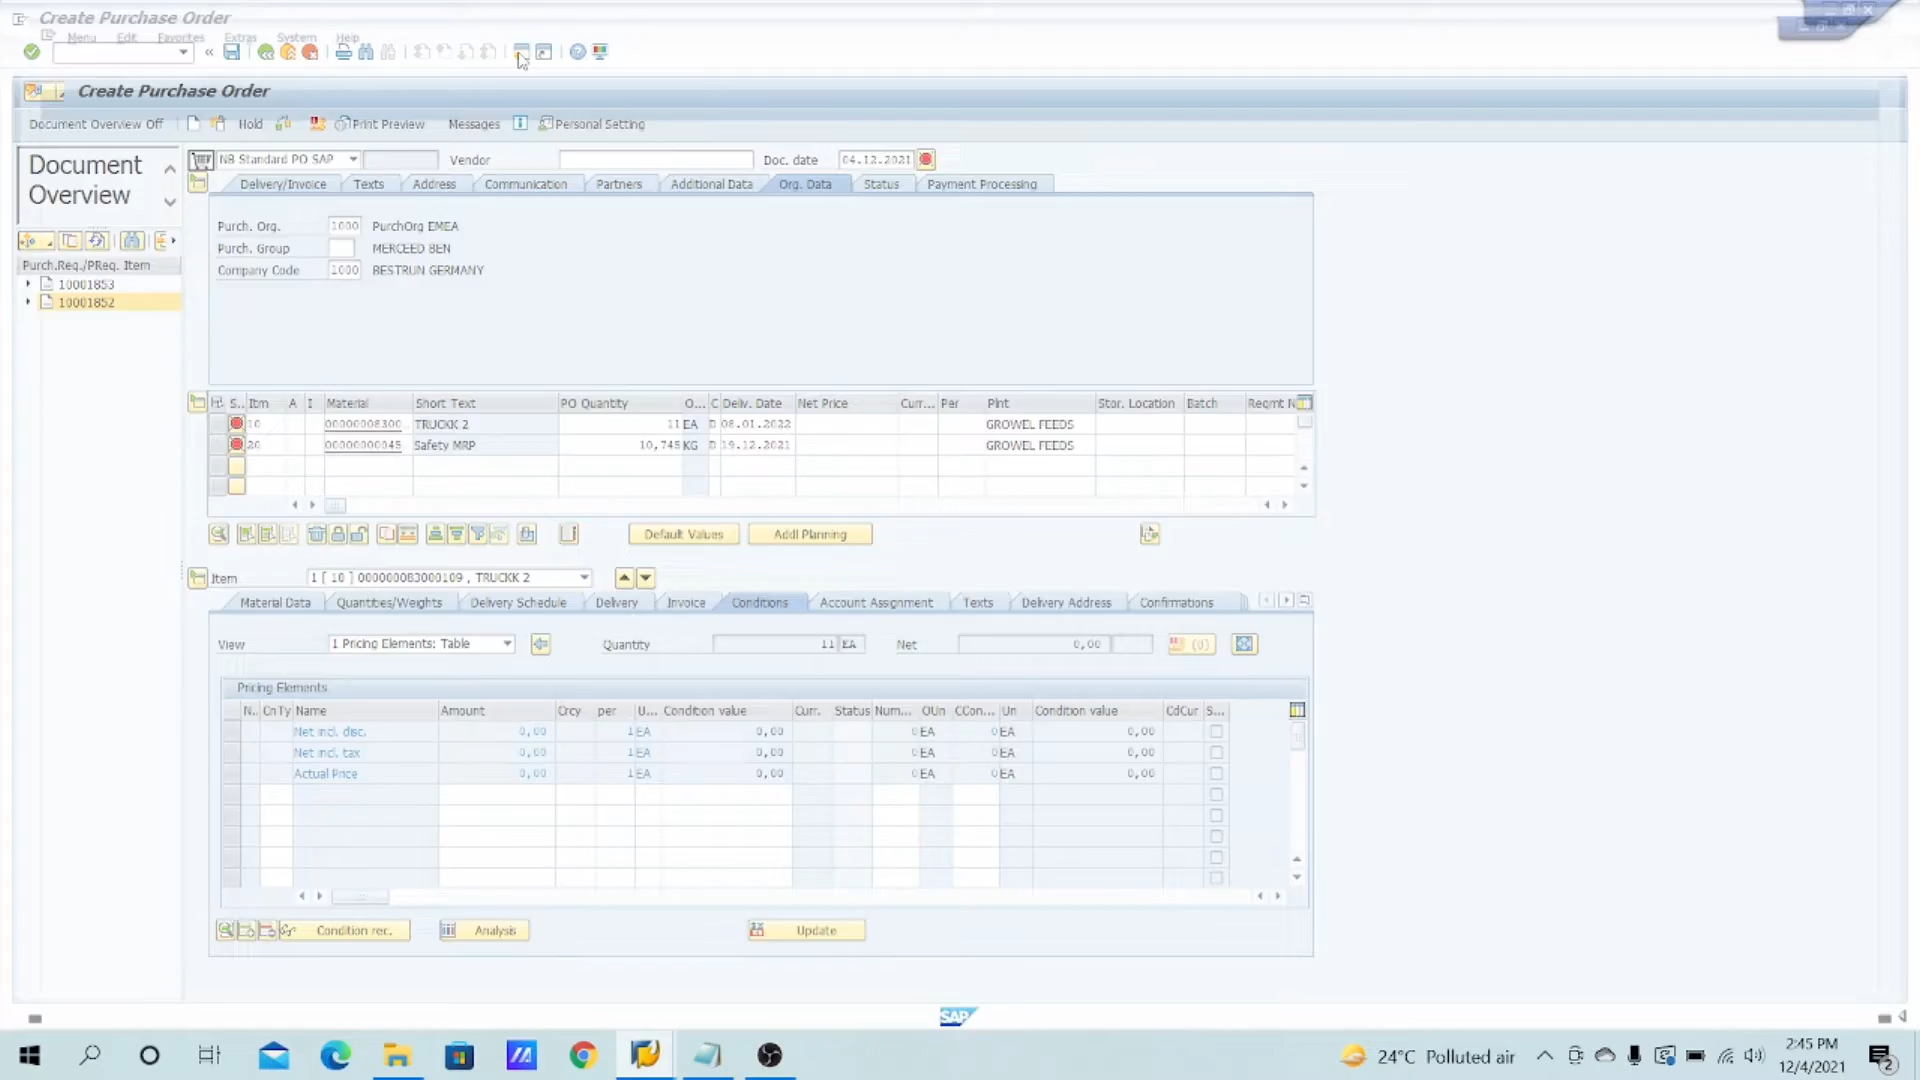 Create Purchase Order
Menu Edit Favorites Extras System Help
Create Purchase Order
Document Overview Off Hold Print Preview Messages Personal Setting
Document Overview
NB Standard PO SAP Vendor Doc. date 04.12.2021
Delivery/Invoice Texts Address Communication Partners Additional Data Org. Data Status Payment Processing
Purch. Org. 1000 PurchOrg EMEA
Purch. Group MERCEED BEN
Company Code 1000 BESTRUN GERMANY
Purch.Req./PReq. Item
10001853
10001852
S.. Itm A I Material Short Text PO Quantity O... C Deliv. Date Net Price Curr... Per Plnt Stor. Location Batch Reqmt N
10 00000008300 TRUCKK 2 11 EA D 08.01.2022 GROWEL FEEDS
20 00000000045 Safety MRP 10,745 KG D 19.12.2021 GROWEL FEEDS
Default Values Addl Planning
Item 1 [ 10 ] 000000083000109 , TRUCKK 2
Material Data Quantities/Weights Delivery Schedule Delivery Invoice Conditions Account Assignment Texts Delivery Address Confirmations
View 1 Pricing Elements: Table Quantity 11 EA Net 0,00 (0)
Pricing Elements
N.. CnTy Name Amount Crcy per U... Condition value Curr. Status Num... OUn CCon... Un Condition value CdCur S...
Net incl. disc. 0,00 1 EA 0,00 0 EA 0 EA 0,00
Net incl. tax 0,00 1 EA 0,00 0 EA 0 EA 0,00
Actual Price 0,00 1 EA 0,00 0 EA 0 EA 0,00
Condition rec. Analysis Update
SAP
24°C Polluted air
2:45 PM
12/4/2021
2